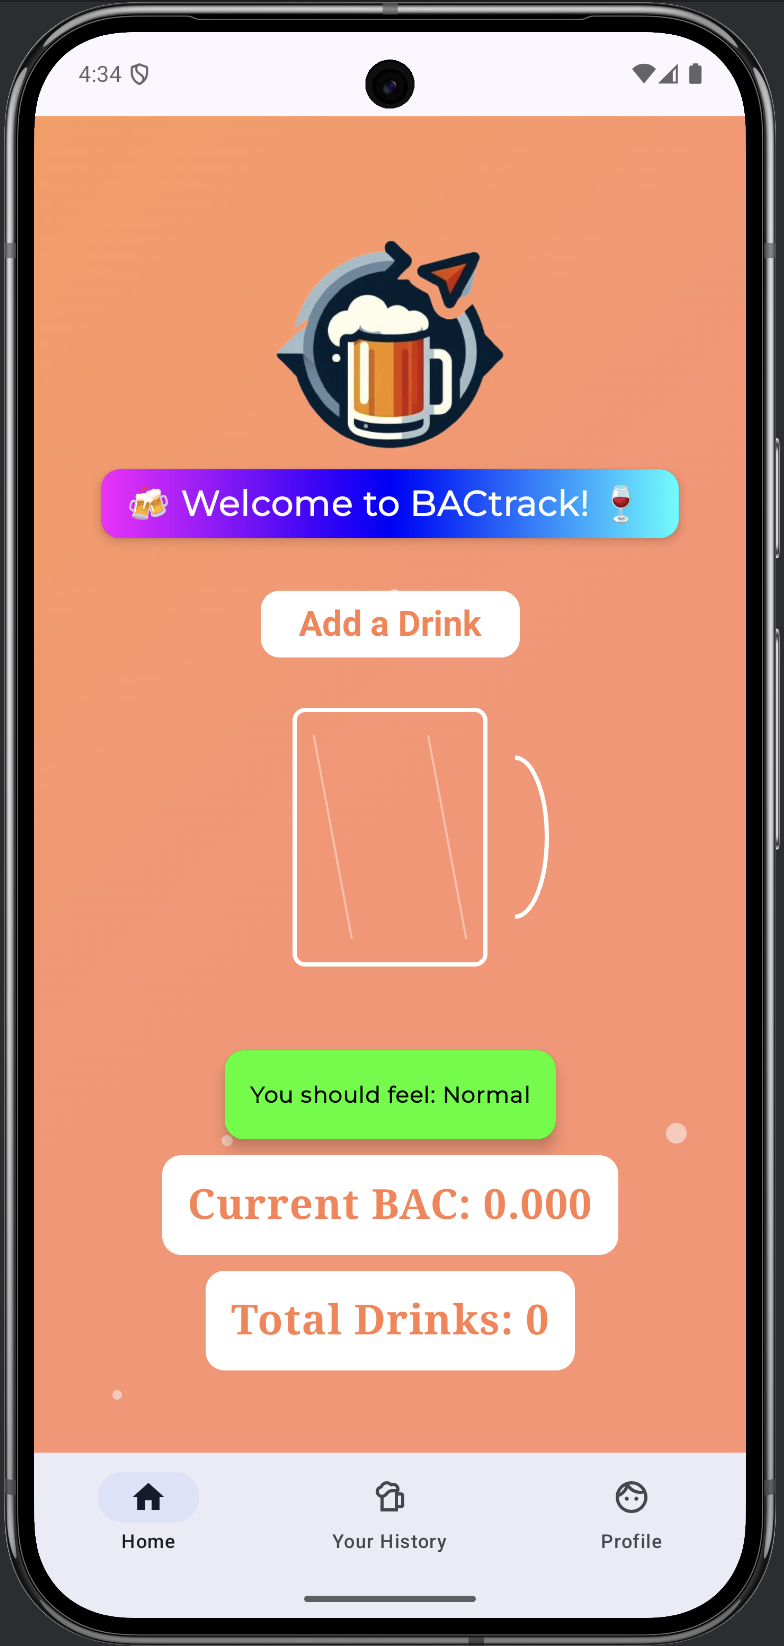 4:34
🍻 Welcome to BACtrack! 🍷
Add a Drink
You should feel: Normal
Current BAC: 0.000
Total Drinks: 0
Home
Your History
Profile